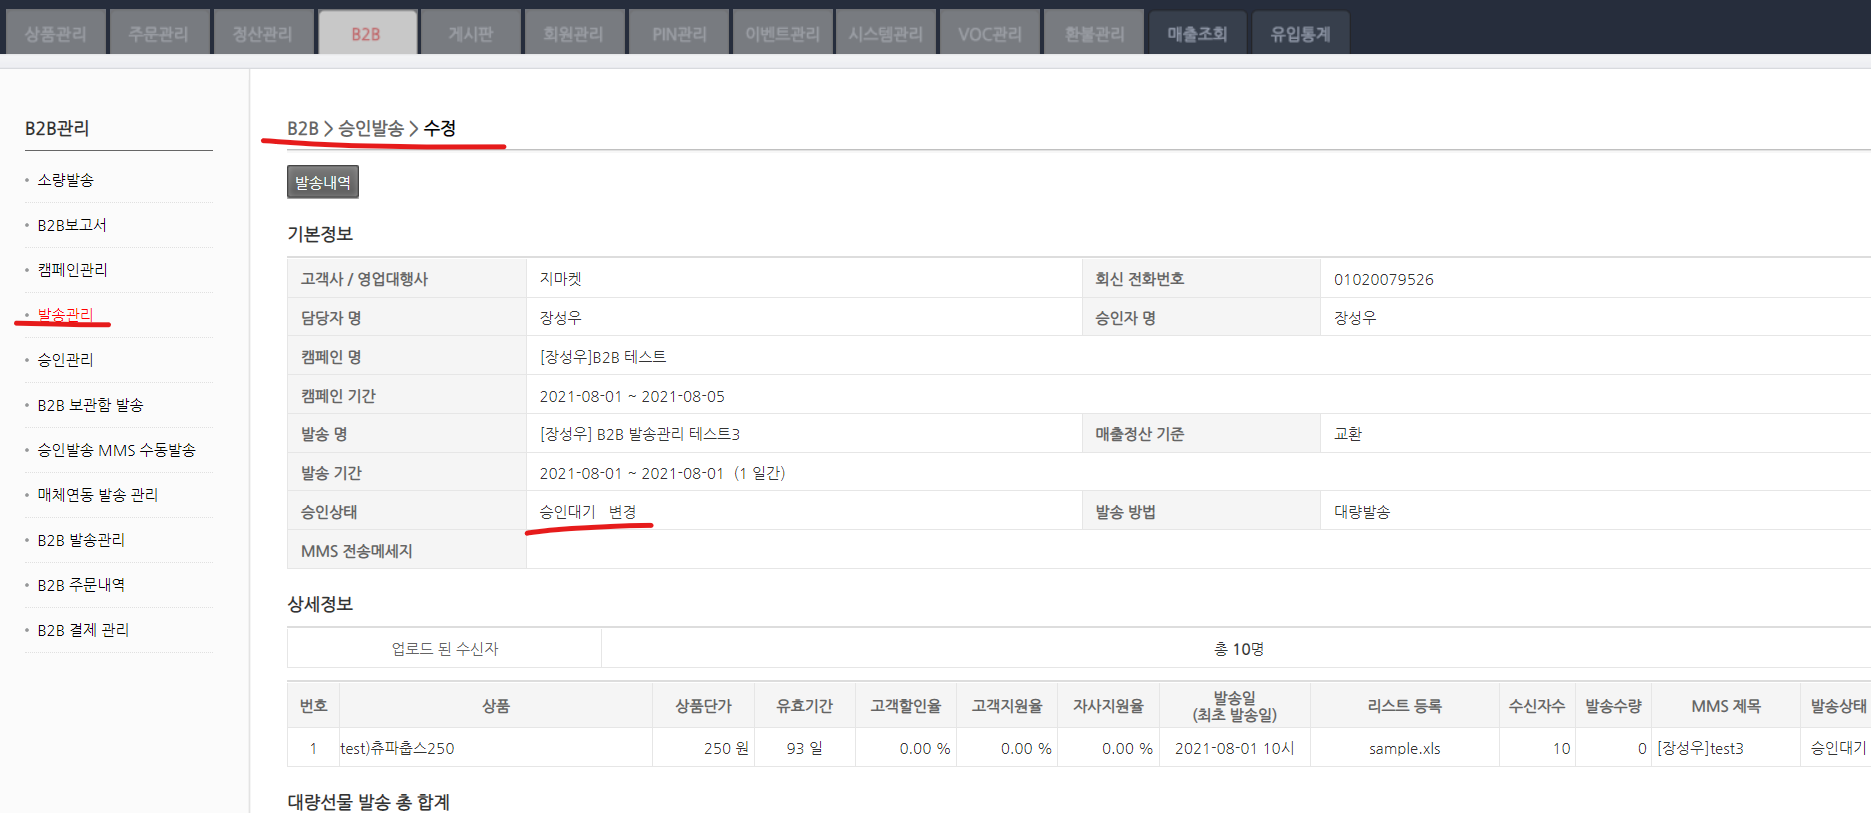 상품관리 주문관리 정산관리 B2B 게시판 회원관리 PIN관리 이벤트관리 시스템관리 VOC관리 환불관리 매출조회 유입통계
B2B관리
소량발송
B2B보고서
캠페인관리
발송관리
승인관리
B2B 보관함 발송
승인발송 MMS 수동발송
매체연동 발송 관리
B2B 발송관리
B2B 주문내역
B2B 결제 관리
B2B > 승인발송 > 수정
발송내역
기본정보
고객사 / 영업대행사 지마켓 회신 전화번호 01020079526
담당자 명 장성우 승인자 명 장성우
캠페인 명 [장성우]B2B 테스트
캠페인 기간 2021-08-01 ~ 2021-08-05
발송 명 [장성우] B2B 발송관리 테스트3 매출정산 기준 교환
발송 기간 2021-08-01 ~ 2021-08-01 (1 일간)
승인상태 승인대기 변경 발송 방법 대량발송
MMS 전송메세지
상세정보
업로드 된 수신자 총 10명
번호 상품 상품단가 유효기간 고객할인율 고객지원율 자사지원율 발송일 (최초 발송일) 리스트 등록 수신자수 발송수량 MMS 제목 발송상태
1 test)츄파춥스250 250 원 93 일 0.00 % 0.00 % 0.00 % 2021-08-01 10시 sample.xls 10 0 [장성우]test3 승인대기
대량선물 발송 총 합계